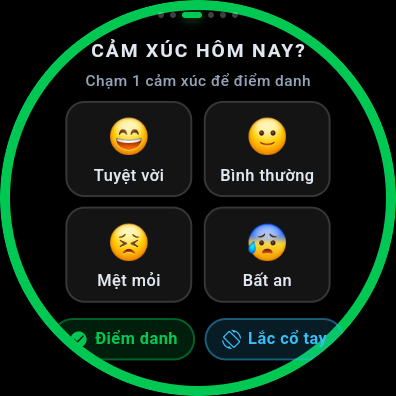 CẢM XÚC HÔM NAY?
Chạm 1 cảm xúc để điểm danh
Tuyệt vời
Bình thường
Mệt mỏi
Bất an
Điểm danh
Lắc cổ tay